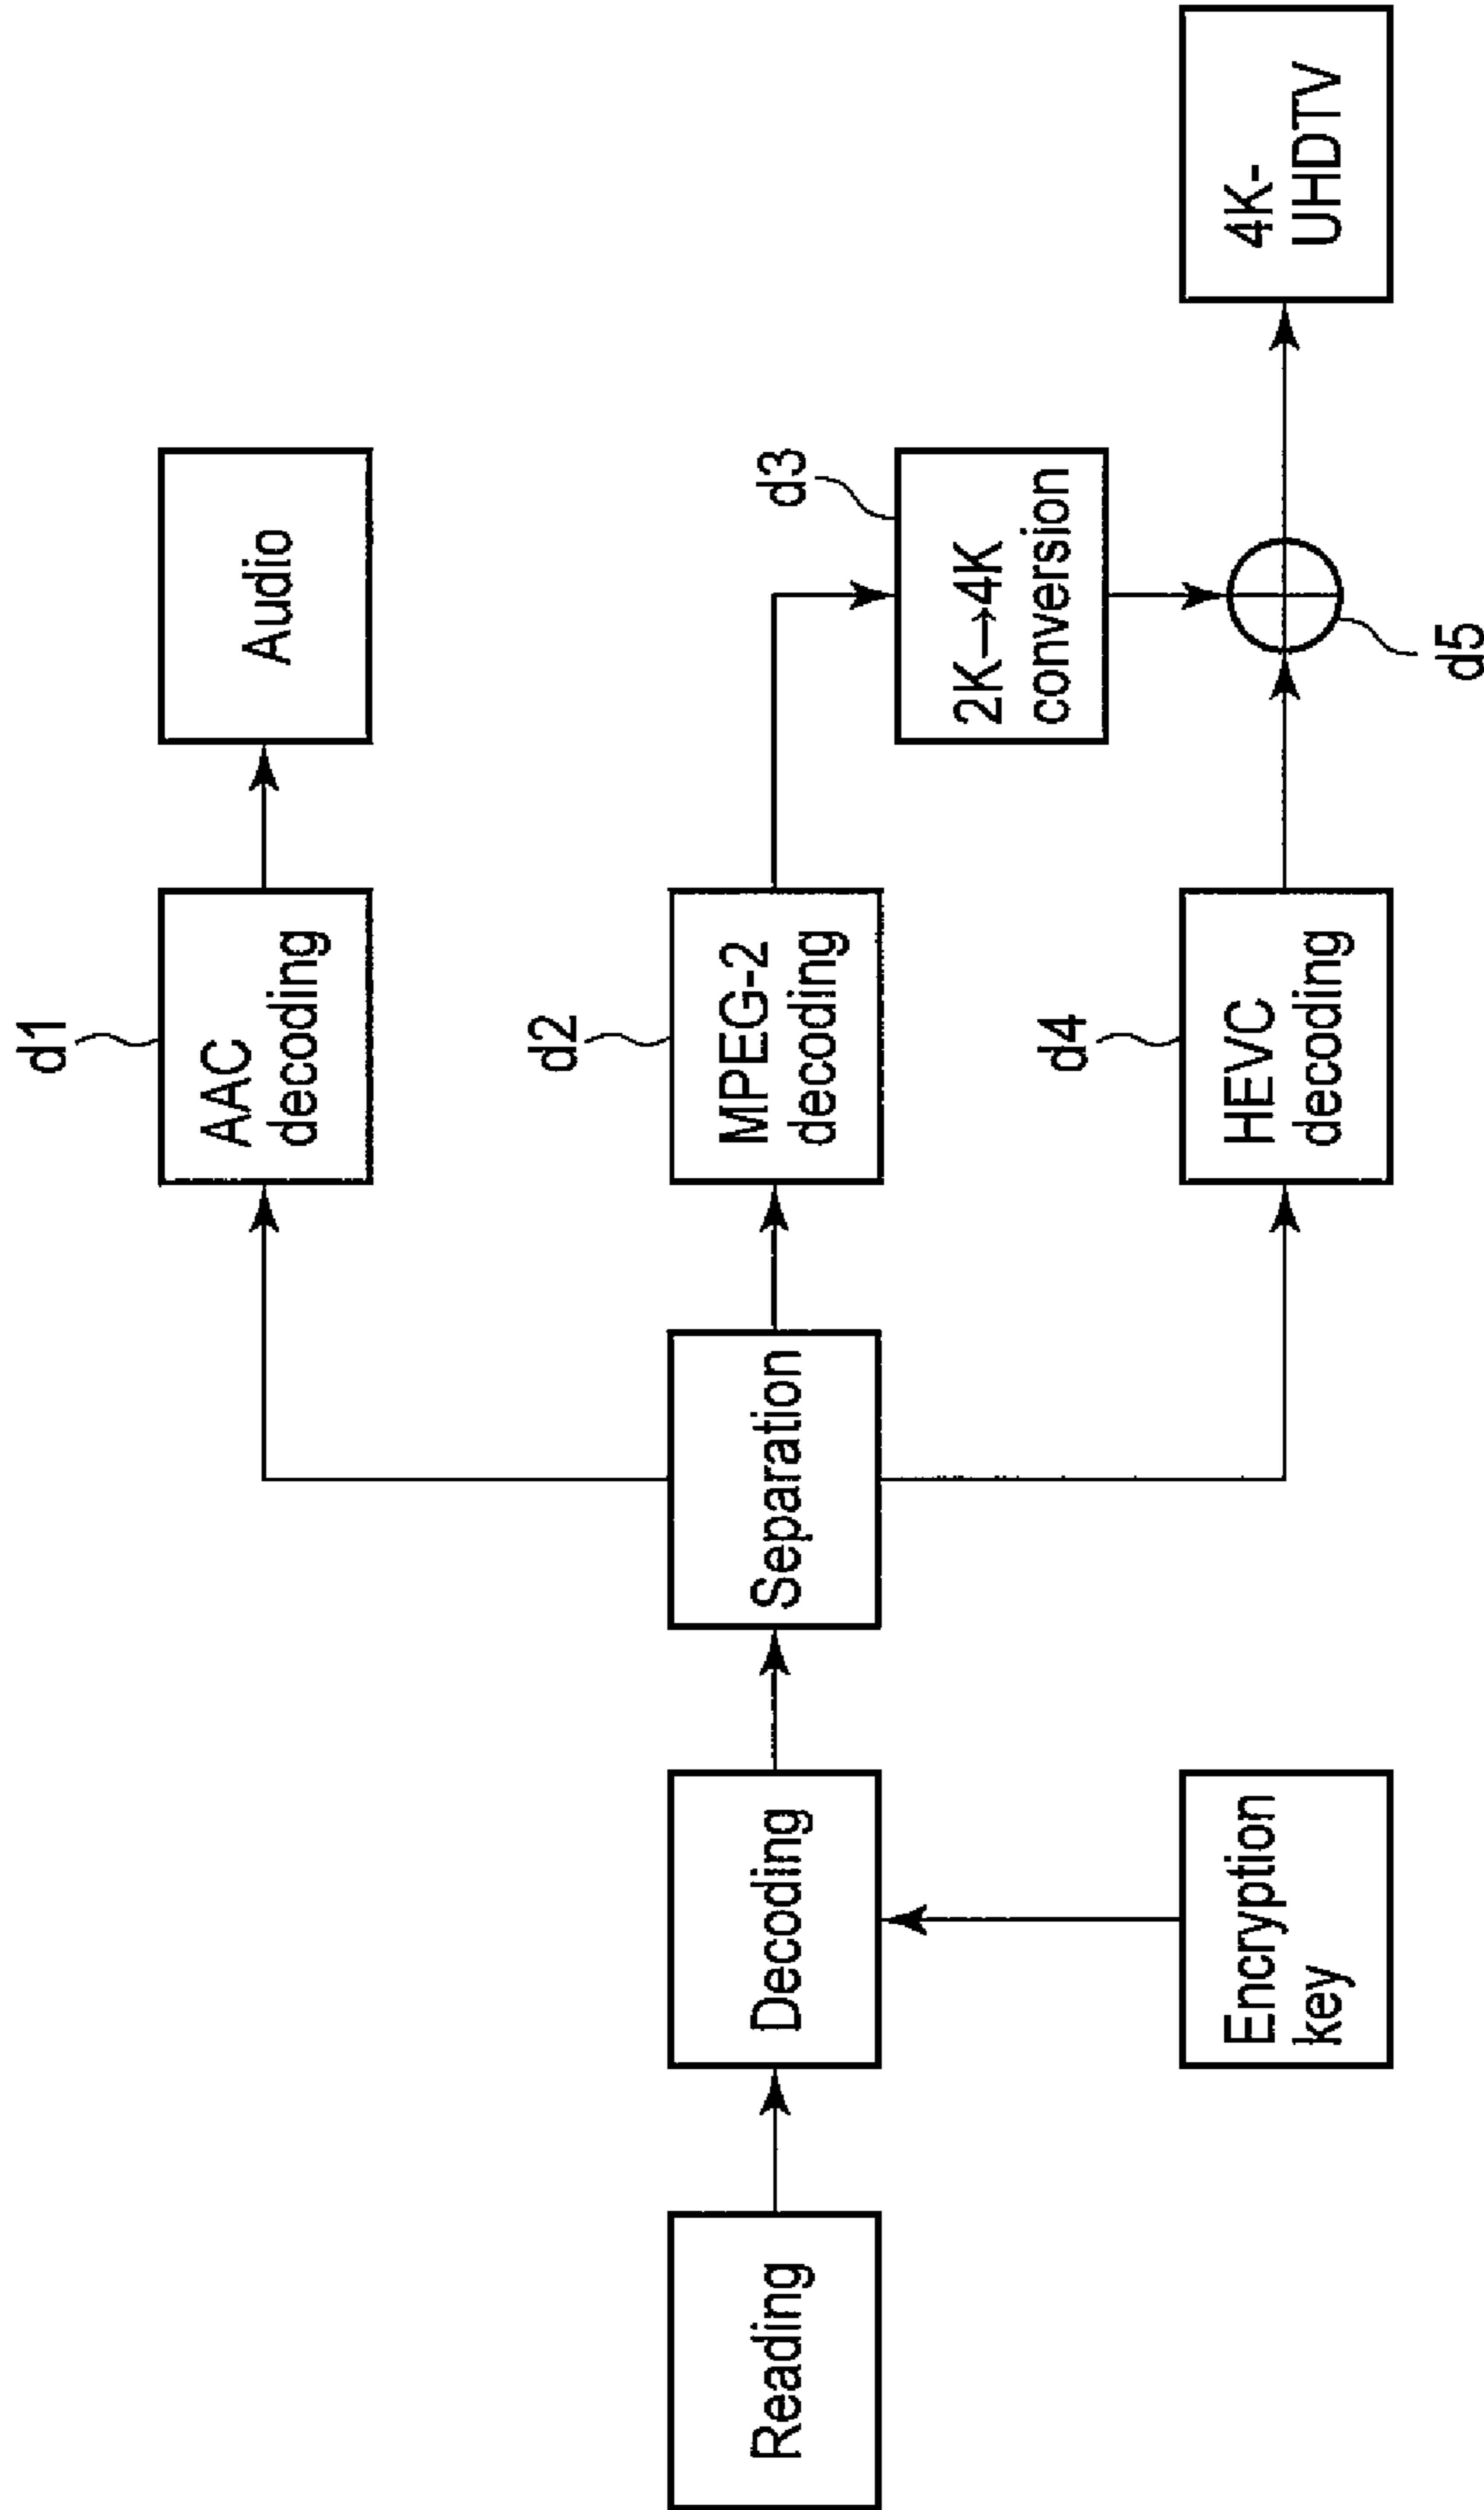 Reading
Decoding
Encryption
key
Separation
d1
AAC
decoding
Audio
d2
MPEG-2
decoding
d3
2K→4K
conversion
d4
HEVC
decoding
d5
4K-
UHDTV